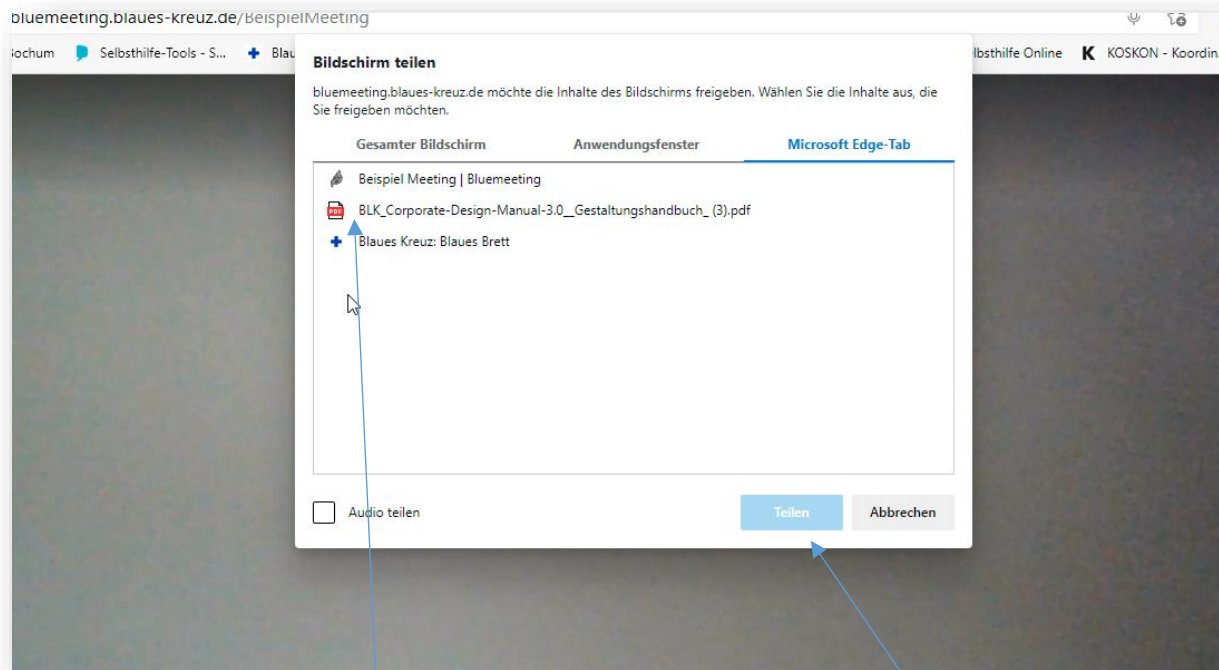 bluemeeting.blaues-kreuz.de/BeispielMeeting
Bochum Selbsthilfe-Tools - S... Blau lbsthilfe Online K KOSKON - Koordin
Bildschirm teilen
bluemeeting.blaues-kreuz.de möchte die Inhalte des Bildschirms freigeben. Wählen Sie die Inhalte aus, die
Sie freigeben möchten.
Gesamter Bildschirm Anwendungsfenster Microsoft Edge-Tab
Beispiel Meeting | Bluemeeting
PDF BLK_Corporate-Design-Manual-3.0__Gestaltungshandbuch_ (3).pdf
Blaues Kreuz: Blaues Brett
Audio teilen Teilen Abbrechen